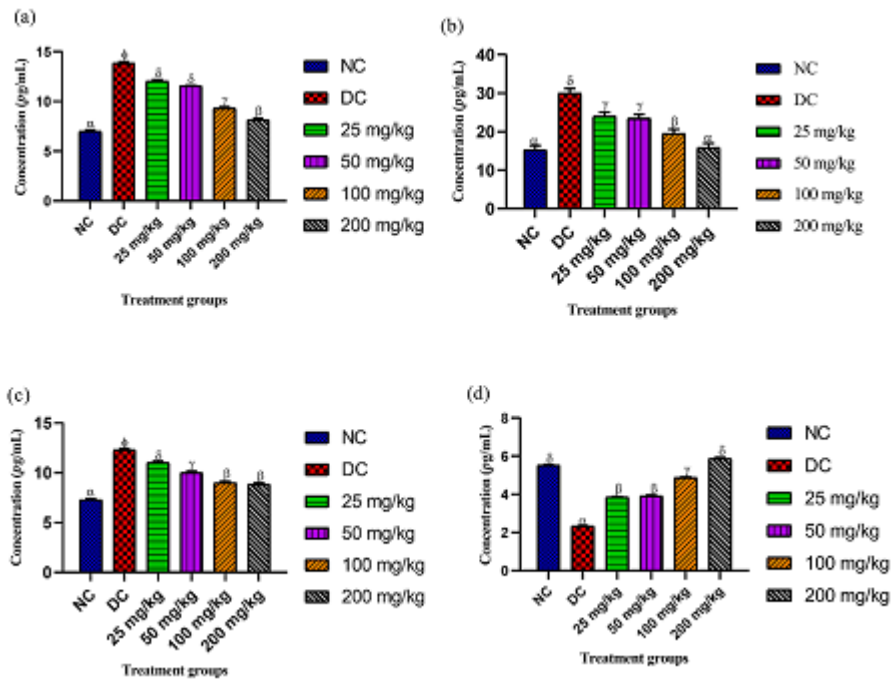 (a)
Concentration (pg/mL)
15
10
5
0
α
ϕ
δ
δ
γ
β
NC
DC
25 mg/kg
50 mg/kg
100 mg/kg
200 mg/kg
Treatment groups
NC
DC
25 mg/kg
50 mg/kg
100 mg/kg
200 mg/kg
(b)
Concentration (pg/mL)
40
30
20
10
0
α
δ
γ
γ
β
α
NC
DC
25 mg/kg
50 mg/kg
100 mg/kg
200 mg/kg
Treatment groups
NC
DC
25 mg/kg
50 mg/kg
100 mg/kg
200 mg/kg
(c)
Concentration (pg/mL)
15
10
5
0
α
ϕ
δ
γ
β
β
NC
DC
25 mg/kg
50 mg/kg
100 mg/kg
200 mg/kg
Treatment groups
NC
DC
25 mg/kg
50 mg/kg
100 mg/kg
200 mg/kg
(d)
Concentration (pg/mL)
8
6
4
2
0
δ
α
β
γ
NC
DC
25 mg/kg
50 mg/kg
100 mg/kg
200 mg/kg
Treatment groups
NC
DC
25 mg/kg
50 mg/kg
100 mg/kg
200 mg/kg